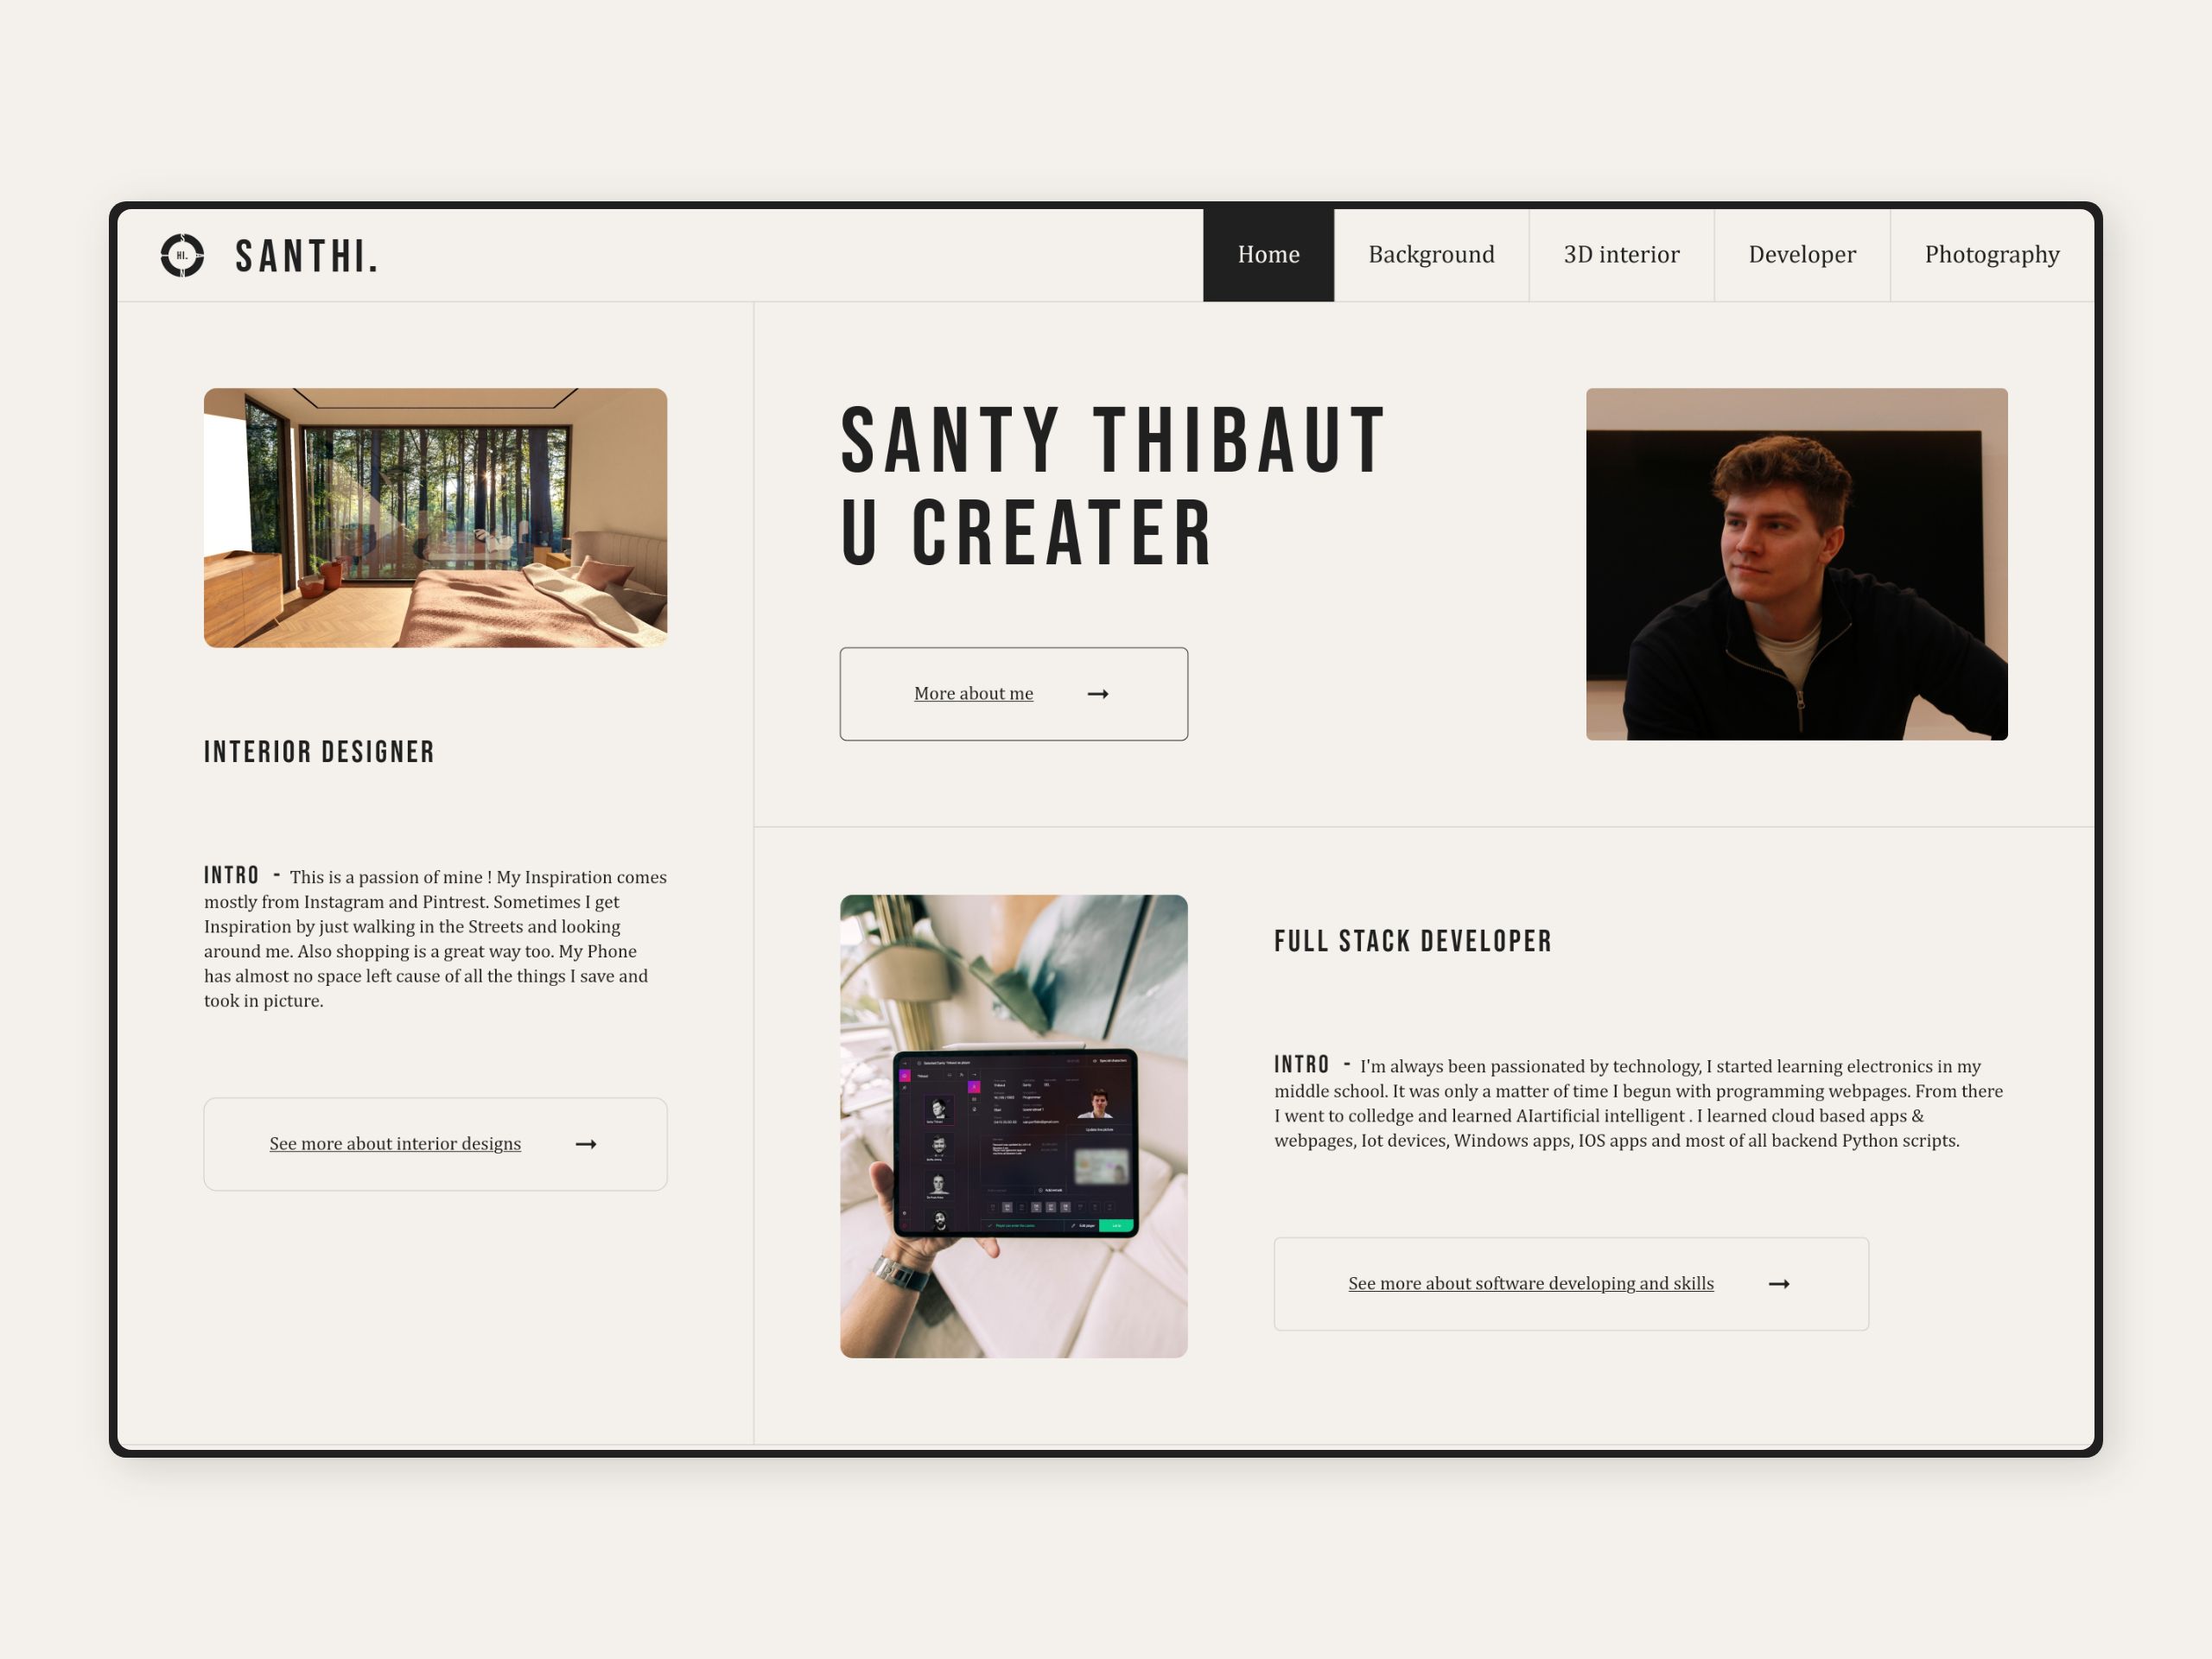 HI.
SANTHI.
Home
Background
3D interior
Developer
Photography
INTERIOR DESIGNER
INTRO - This is a passion of mine ! My Inspiration comes
mostly from Instagram and Pintrest. Sometimes I get
Inspiration by just walking in the Streets and looking
around me. Also shopping is a great way too. My Phone
has almost no space left cause of all the things I save and
took in picture.
See more about interior designs
SANTY THIBAUT
U CREATER
More about me
FULL STACK DEVELOPER
INTRO - I'm always been passionated by technology, I started learning electronics in my
middle school. It was only a matter of time I begun with programming webpages. From there
I went to colledge and learned AIartificial intelligent . I learned cloud based apps &
webpages, Iot devices, Windows apps, IOS apps and most of all backend Python scripts.
See more about software developing and skills